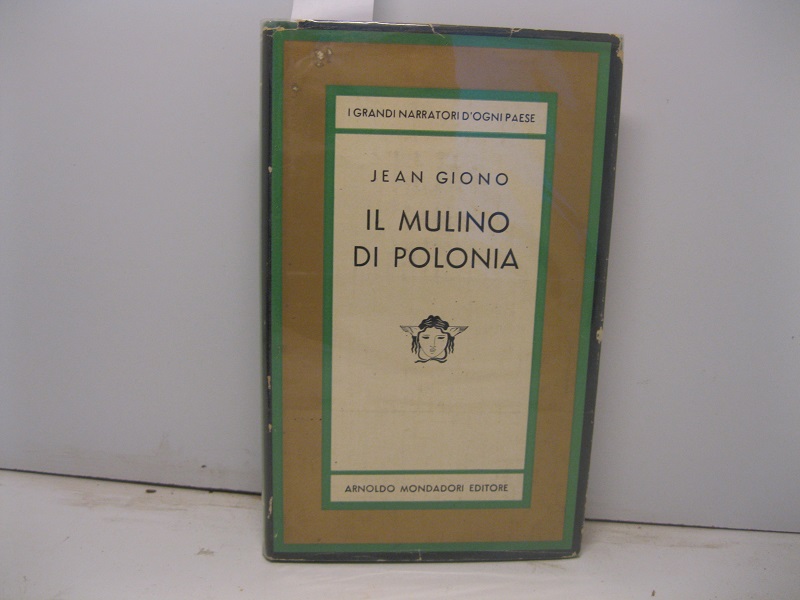 I GRANDI NARRATORI D'OGNI PAESE
JEAN GIONO
IL MULINO
DI POLONIA
ARNOLDO MONDADORI EDITORE